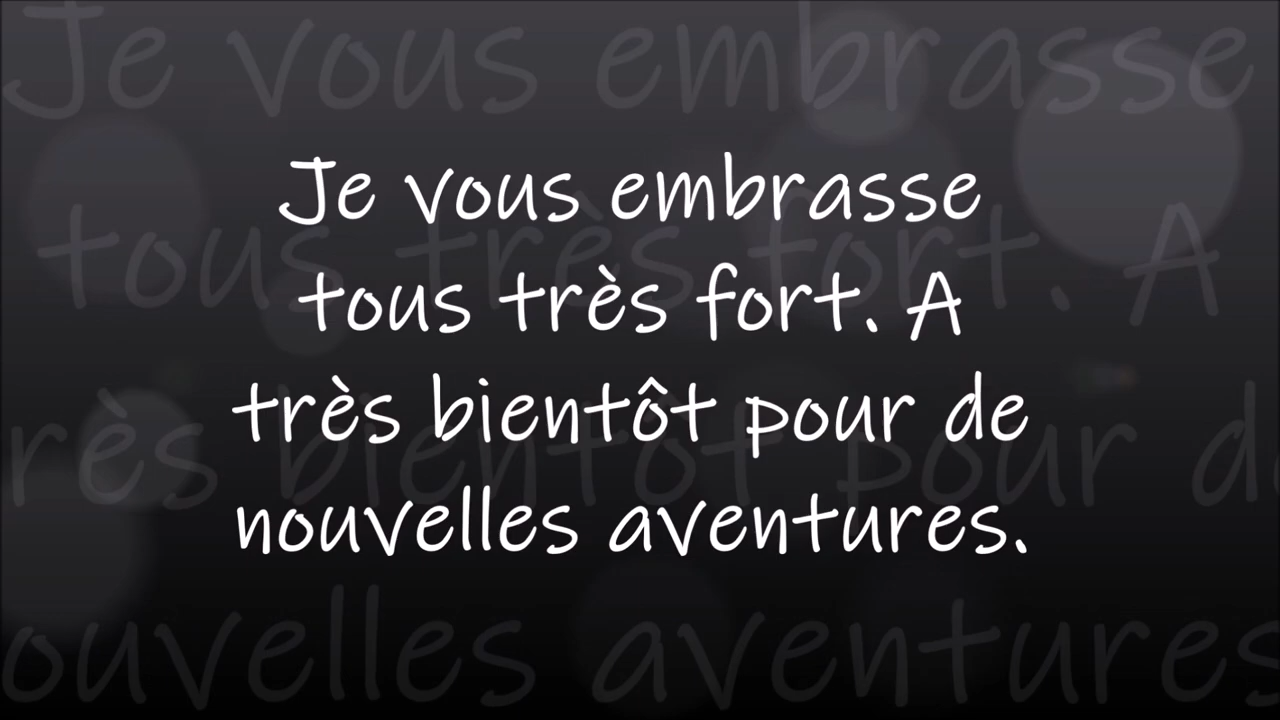 Je vous embrasse
tous très fort. A
très bientôt pour de
nouvelles aventures.